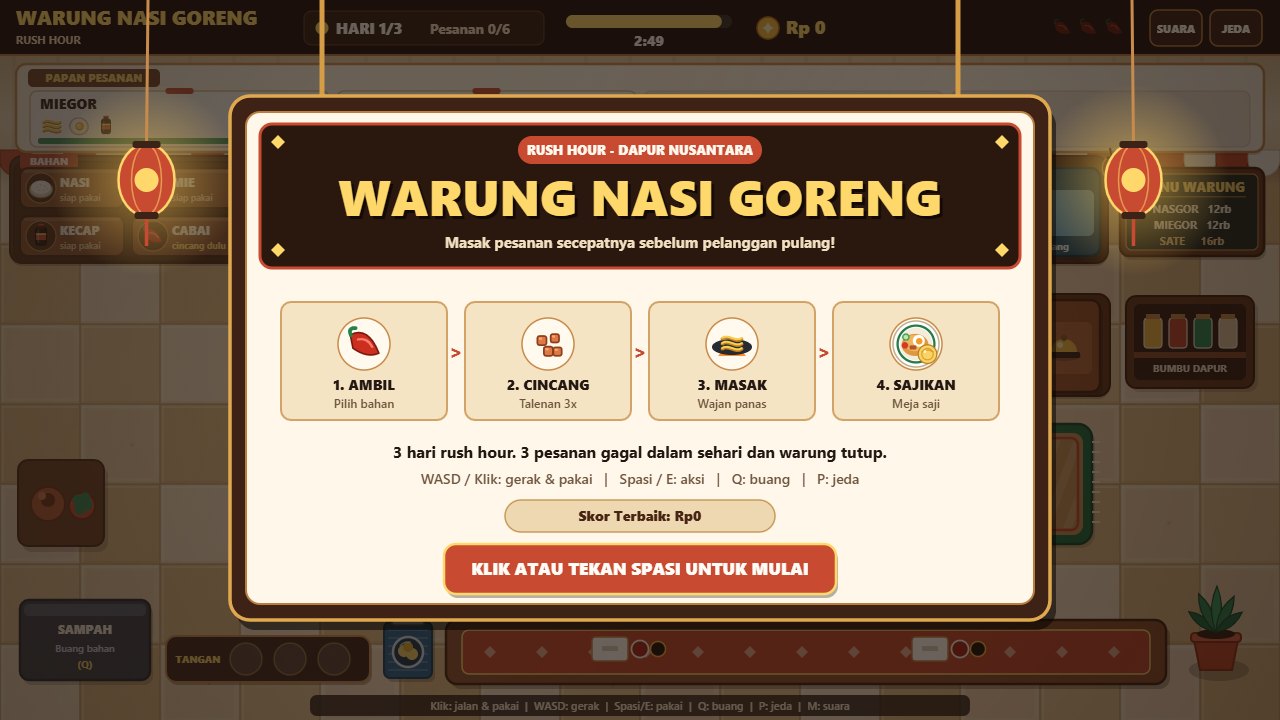 WARUNG NASI GORENG
RUSH HOUR
HARI 1/3
Pesanan 0/6
2:49
Rp 0
SUARA
JEDA
PAPAN PESANAN
MIEGOR
BAHAN
NASI
siap pakai
MIE
siap pakai
KECAP
siap pakai
CABAI
cincang dulu
RUSH HOUR - DAPUR NUSANTARA
WARUNG NASI GORENG
Masak pesanan secepatnya sebelum pelanggan pulang!
1. AMBIL
Pilih bahan
>
2. CINCANG
Talenan 3x
>
3. MASAK
Wajan panas
>
4. SAJIKAN
Meja saji
3 hari rush hour. 3 pesanan gagal dalam sehari dan warung tutup.
WASD / Klik: gerak & pakai | Spasi / E: aksi | Q: buang | P: jeda
Skor Terbaik: Rp0
KLIK ATAU TEKAN SPASI UNTUK MULAI
NU WARUNG
NASGOR 12rb
MIEGOR 12rb
SATE 16rb
BUMBU DAPUR
SAMPAH
Buang bahan
(Q)
TANGAN
Klik: jalan & pakai | WASD: gerak | Spasi/E: pakai | Q: buang | P: jeda | M: suara